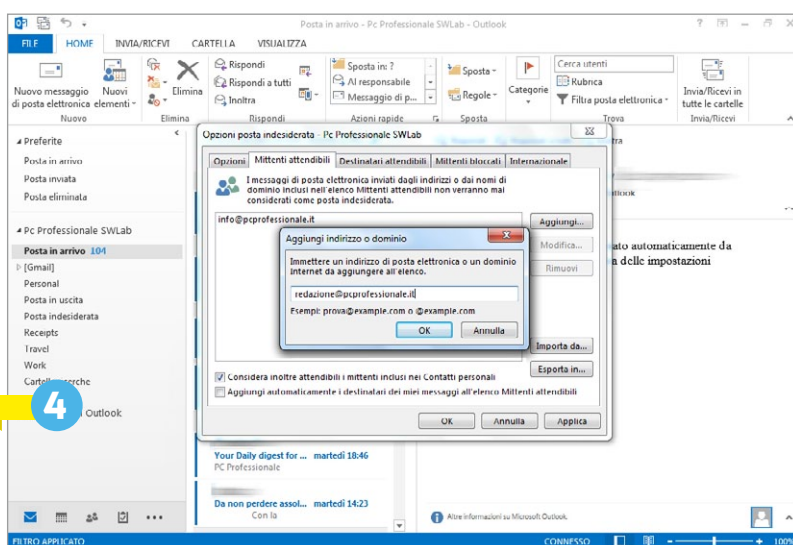 Posta in arrivo - Pc Professionale SWLab - Outlook
FILE HOME INVIA/RICEVI CARTELLA VISUALIZZA
Nuovo messaggio di posta elettronica
Nuovi elementi
Nuovo
Elimina
Elimina
Rispondi
Rispondi a tutti
Inoltra
Rispondi
Sposta in: ?
Al responsabile
Messaggio di p...
Azioni rapide
Sposta
Regole
Sposta
Categorie
Cerca utenti
Rubrica
Filtra posta elettronica
Trova
Invia/Ricevi in tutte le cartelle
Invia/Ricevi
Preferite
Posta in arrivo
Posta inviata
Posta eliminata
Pc Professionale SWLab
Posta in arrivo 104
[Gmail]
Personal
Posta in uscita
Posta indesiderata
Receipts
Travel
Work
Outlook
4
Opzioni posta indesiderata - Pc Professionale SWLab
Opzioni Mittenti attendibili Destinatari attendibili Mittenti bloccati Internazionale
I messaggi di posta elettronica inviati dagli indirizzi o dai nomi di
dominio inclusi nell'elenco Mittenti attendibili non verranno mai
considerati come posta indesiderata.
info@pcprofessionale.it
Aggiungi...
Modifica...
Rimuovi
Importa da...
Esporta in...
Aggiungi indirizzo o dominio
Immettere un indirizzo di posta elettronica o un dominio
Internet da aggiungere all'elenco.
redazione@pcprofessionale.it
Esempi: prova@example.com o @example.com
OK Annulla
Considera inoltre attendibili i mittenti inclusi nei Contatti personali
Aggiungi automaticamente i destinatari dei miei messaggi all'elenco Mittenti attendibili
OK Annulla Applica
ato automaticamente da
delle impostazioni
Your Daily digest for ... martedì 18:46
PC Professionale
Da non perdere assol... martedì 14:23
Con la
Altre informazioni su Microsoft Outlook.
FILTRO APPLICATO
CONNESSO
100%